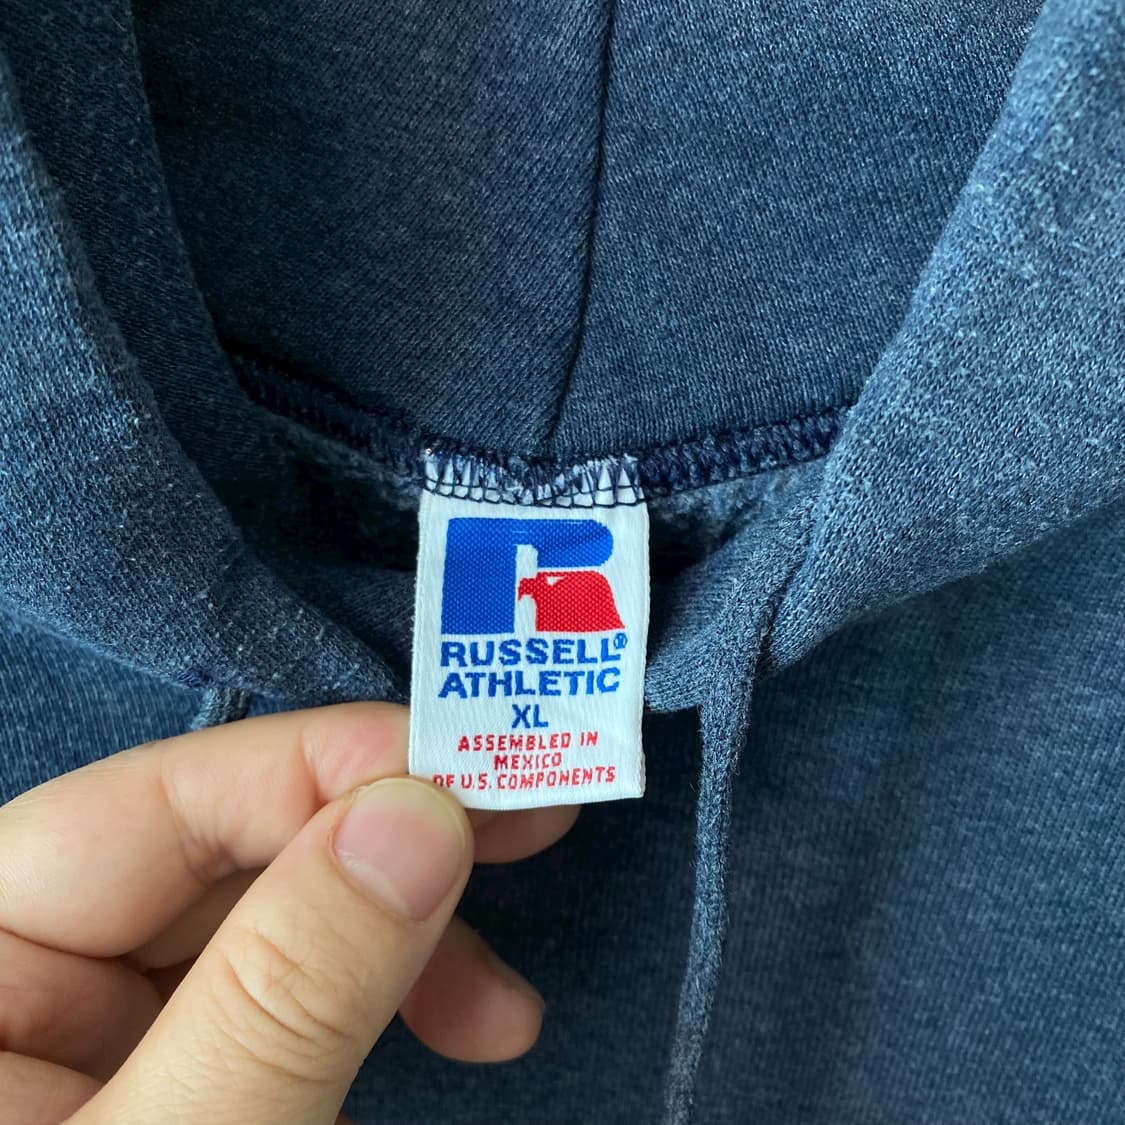 R
RUSSELL®
ATHLETIC
XL
ASSEMBLED IN
MEXICO
OF U.S. COMPONENTS